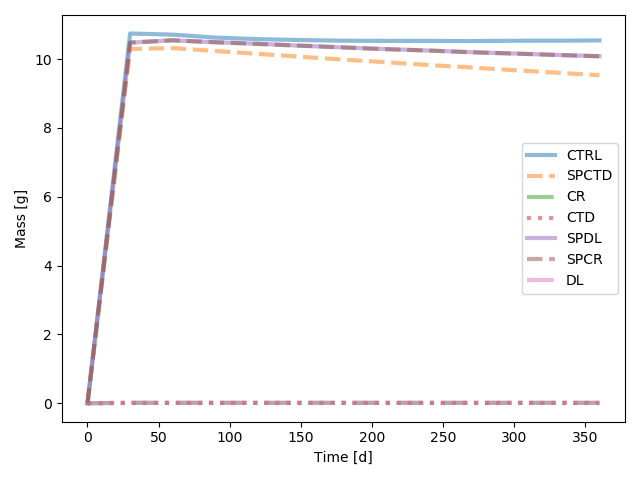 Mass [g]
10
8
6
4
2
0
CTRL
SPCTD
CR
CTD
SPDL
SPCR
DL
0 50 100 150 200 250 300 350
Time [d]